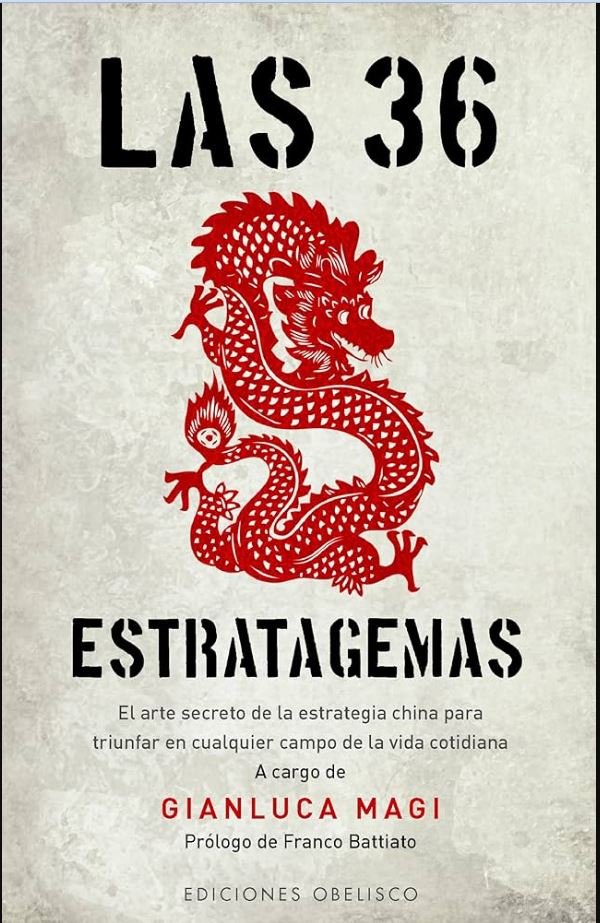 LAS 36
ESTRATAGEMAS
El arte secreto de la estrategia china para
triunfar en cualquier campo de la vida cotidiana
A cargo de
GIANLUCA MAGI
Prólogo de Franco Battiato
EDICIONES OBELISCO